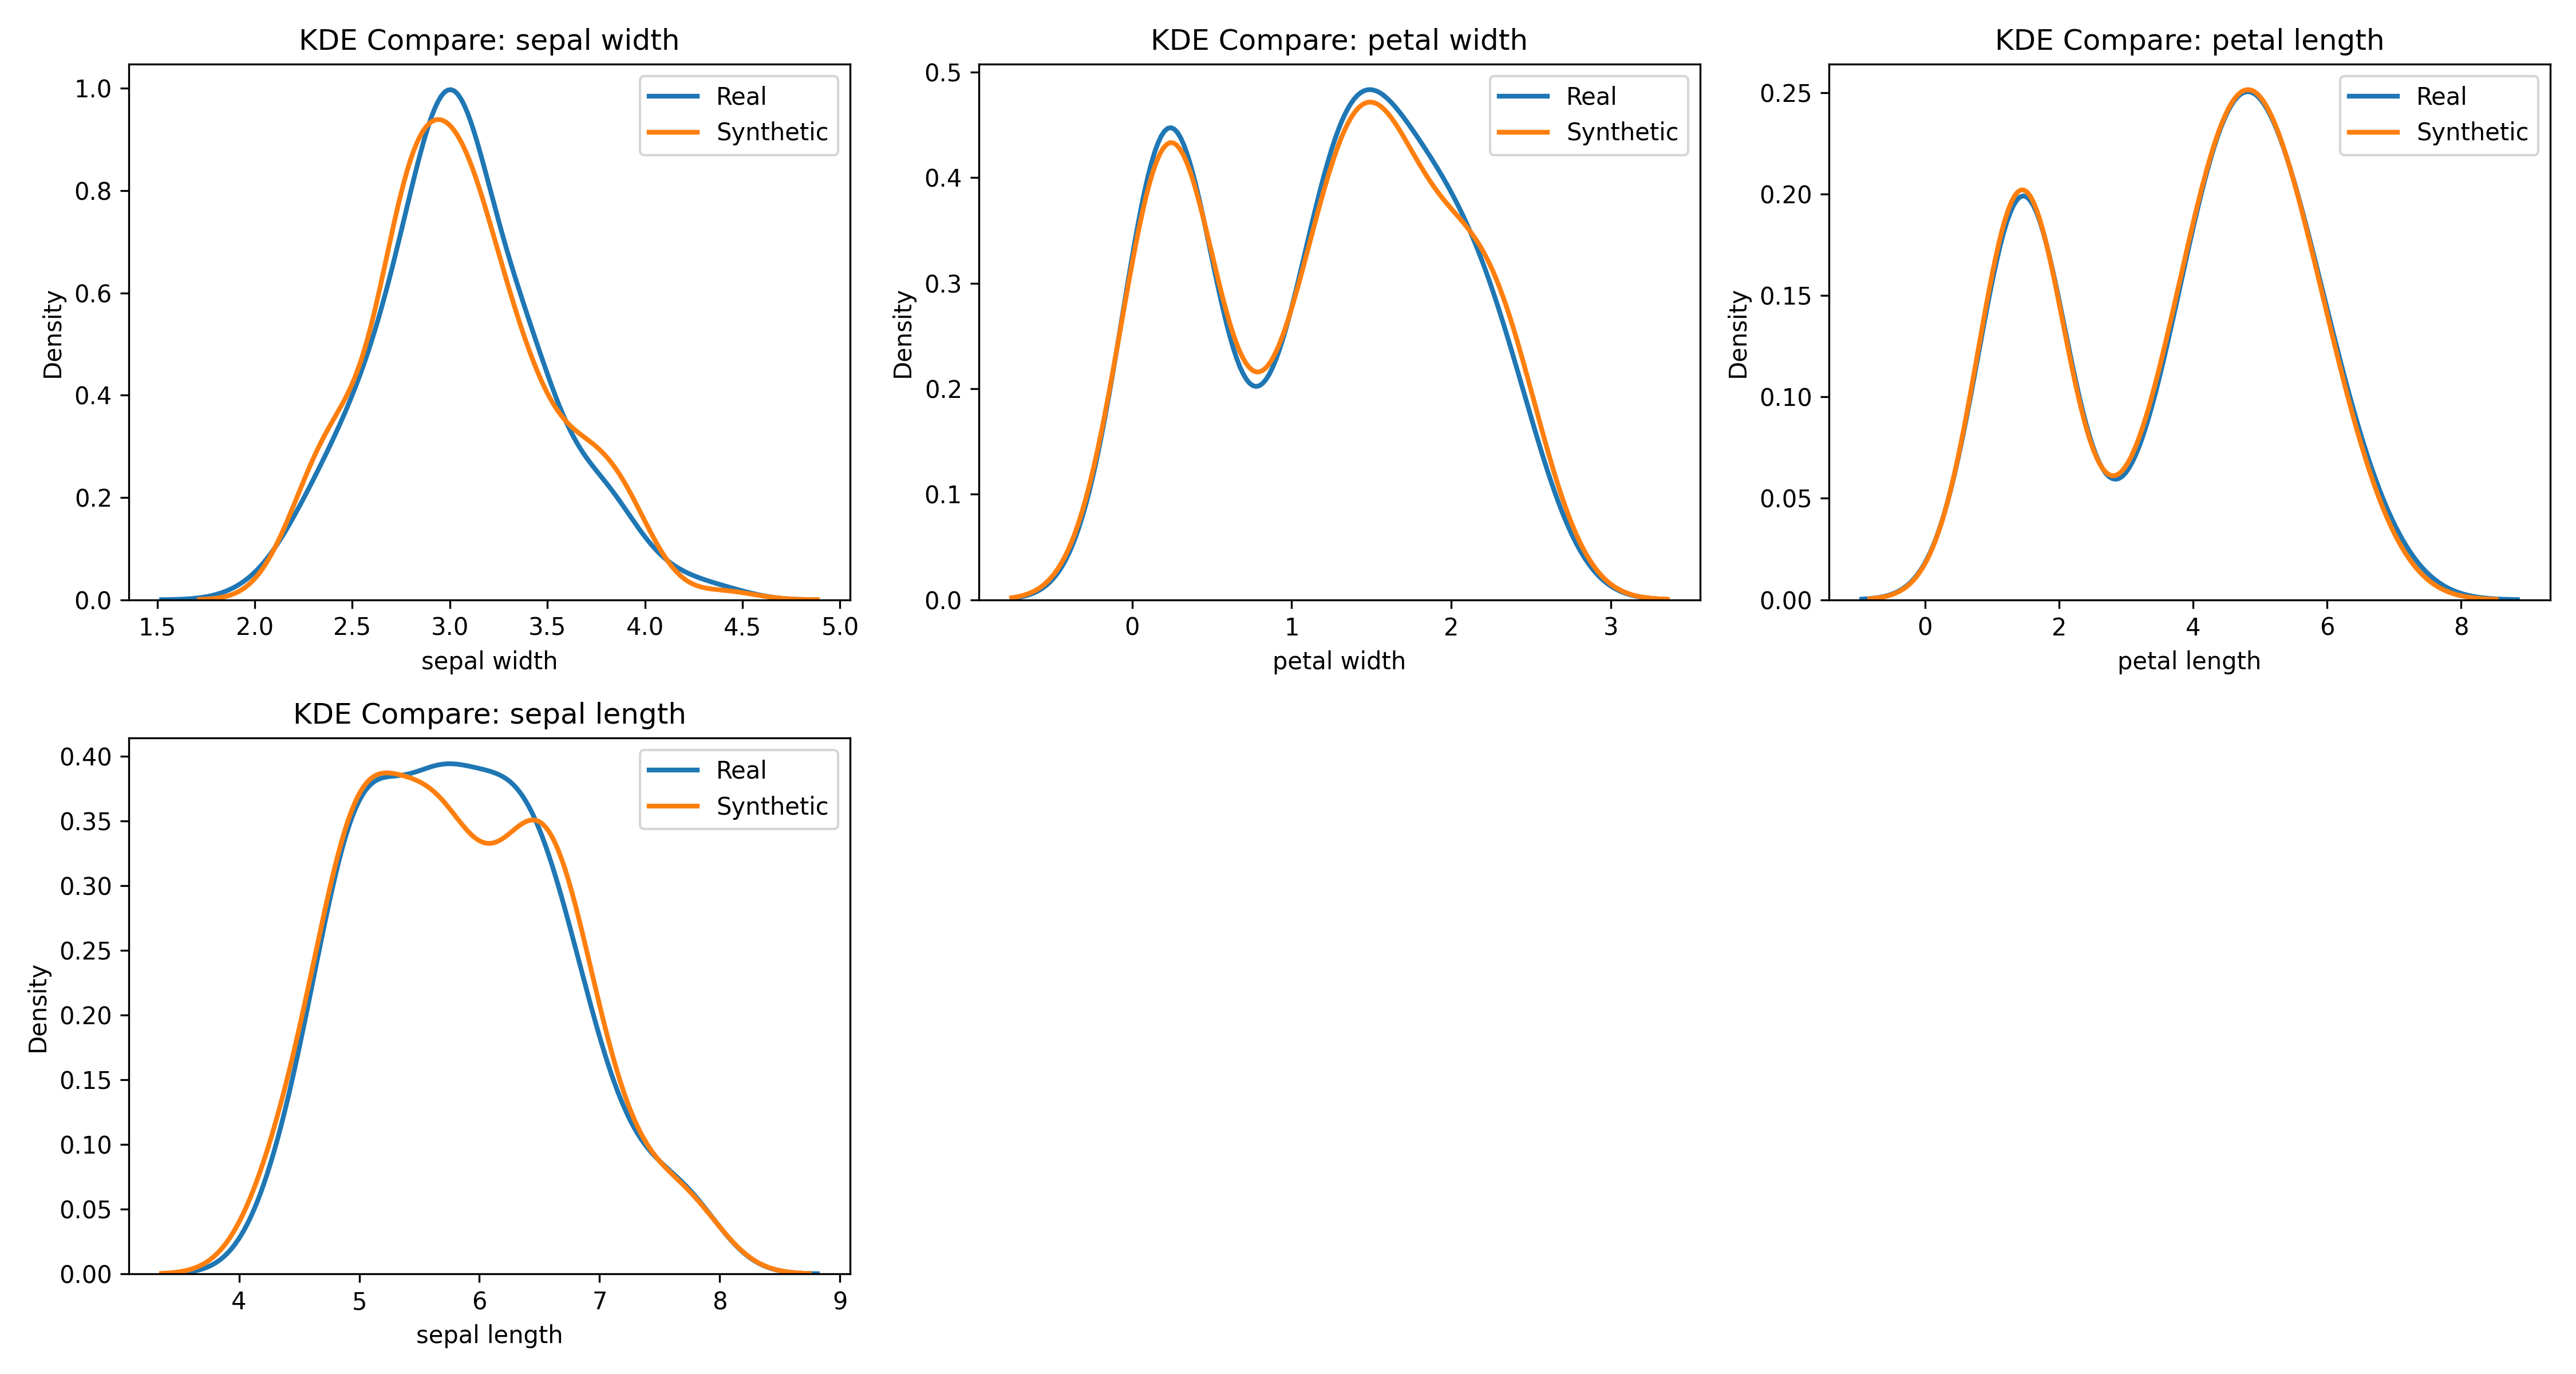 KDE Compare: sepal width
Real
Synthetic
Density
1.0
0.8
0.6
0.4
0.2
0.0
1.5 2.0 2.5 3.0 3.5 4.0 4.5 5.0
sepal width
KDE Compare: petal width
Real
Synthetic
Density
0.5
0.4
0.3
0.2
0.1
0.0
0 1 2 3
petal width
KDE Compare: petal length
Real
Synthetic
Density
0.25
0.20
0.15
0.10
0.05
0.00
0 2 4 6 8
petal length
KDE Compare: sepal length
Real
Synthetic
Density
0.40
0.35
0.30
0.25
0.20
0.15
0.10
0.05
0.00
4 5 6 7 8 9
sepal length